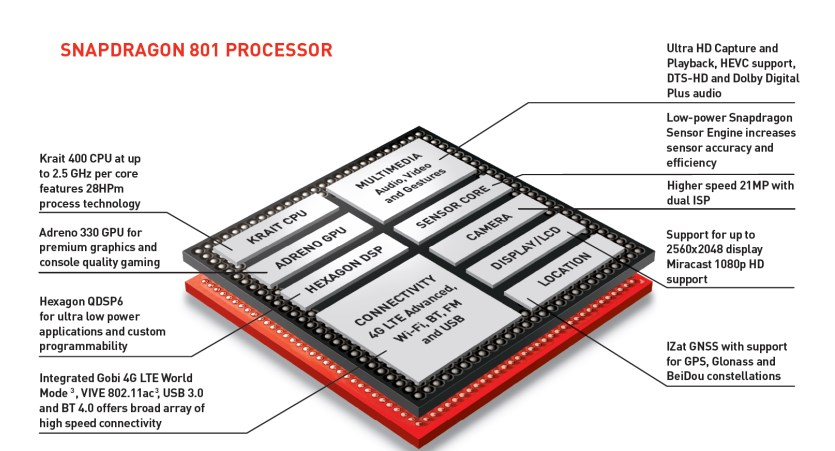 SNAPDRAGON 801 PROCESSOR
Ultra HD Capture and
Playback, HEVC support,
DTS-HD and Dolby Digital
Plus audio
Low-power Snapdragon
Sensor Engine increases
sensor accuracy and
efficiency
Higher speed 21MP with
dual ISP
Support for up to
2560x2048 display
Miracast 1080p HD
support
IZat GNSS with support
for GPS, Glonass and
BeiDou constellations
Krait 400 CPU at up
to 2.5 GHz per core
features 28HPm
process technology
Adreno 330 GPU for
premium graphics and
console quality gaming
Hexagon QDSP6
for ultra low power
applications and custom
programmability
Integrated Gobi 4G LTE World
Mode ³, VIVE 802.11ac³, USB 3.0
and BT 4.0 offers broad array of
high speed connectivity
MULTIMEDIA
Audio, Video
and Gestures
KRAIT CPU
SENSOR CORE
ADRENO GPU
CAMERA
HEXAGON DSP
DISPLAY/LCD
CONNECTIVITY
4G LTE Advanced,
Wi-Fi, BT, FM
and USB
LOCATION